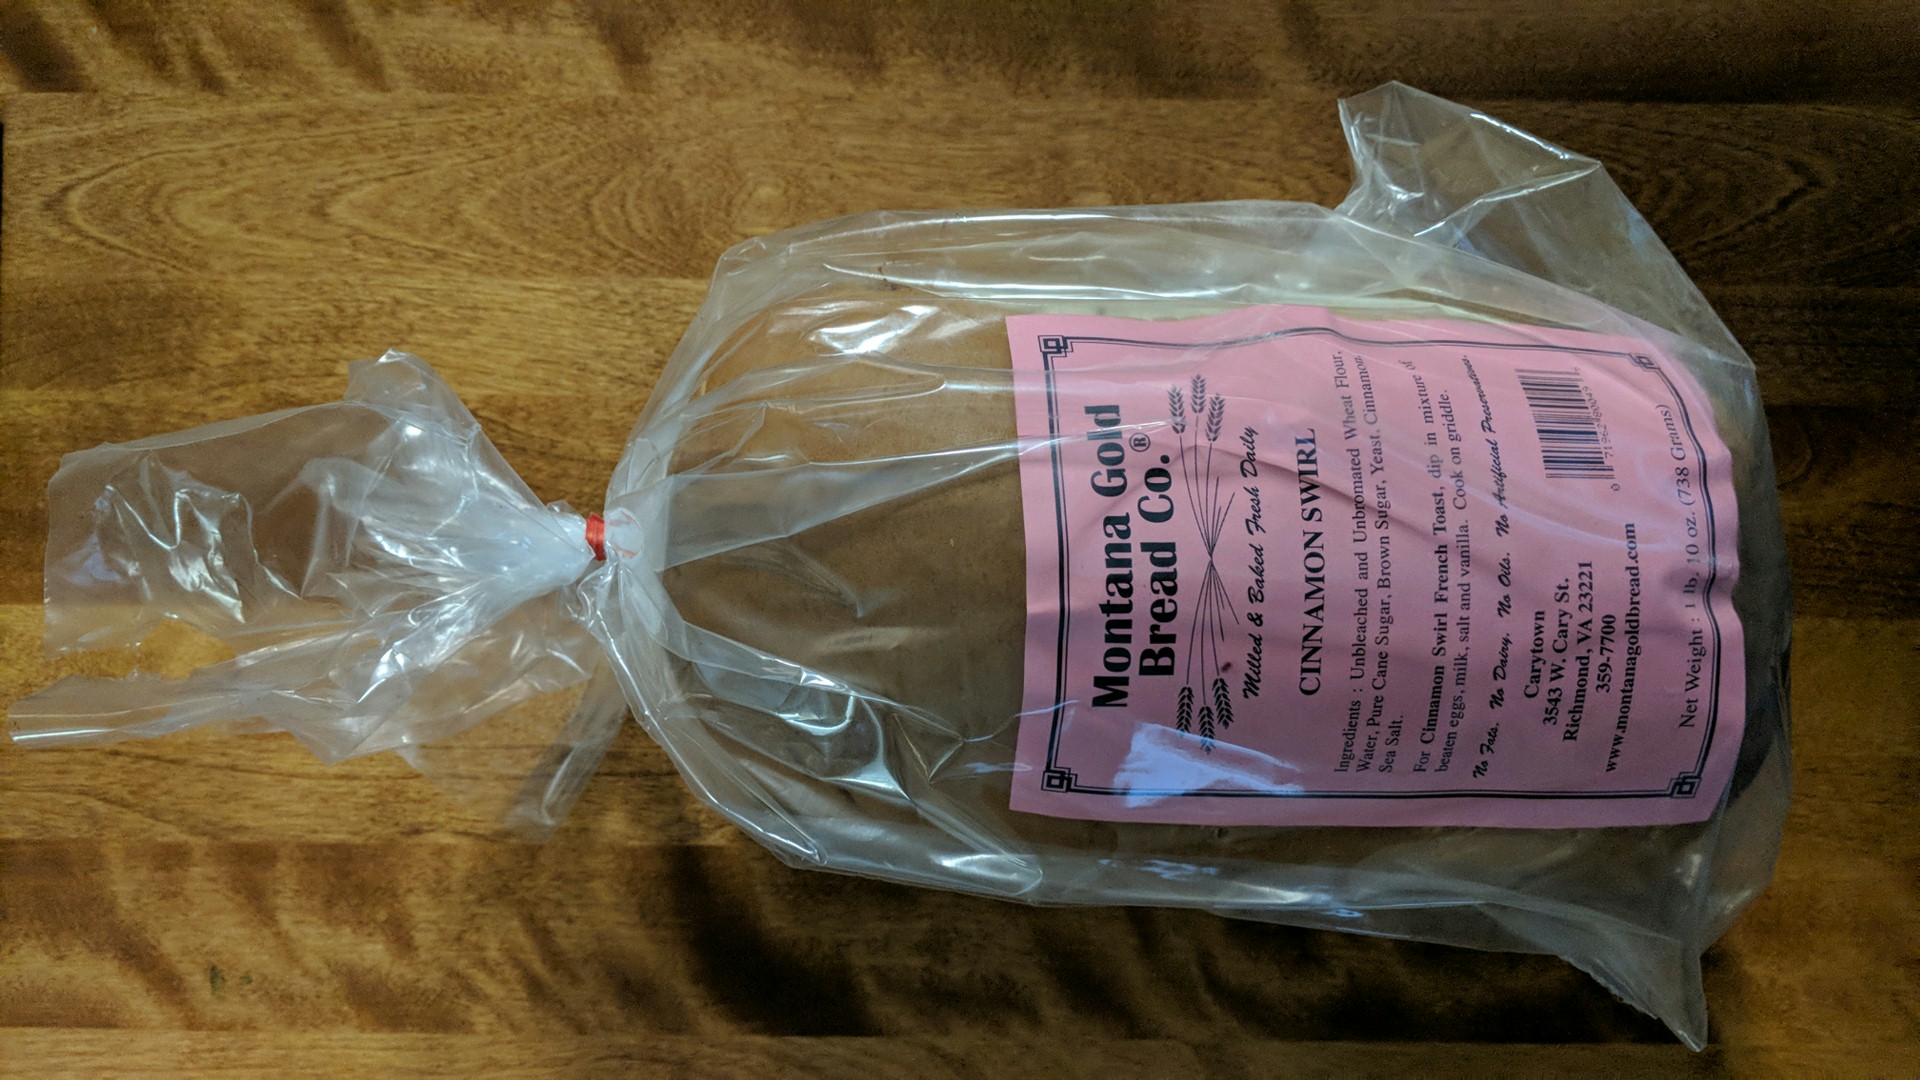 Montana Gold
Bread Co.®
Milled & Baked Fresh Daily
CINNAMON SWIRL
Ingredients : Unbleached and Unbromated Wheat Flour,
Water, Pure Cane Sugar, Brown Sugar, Yeast, Cinnamon,
Sea Salt.
For Cinnamon Swirl French Toast, dip in mixture of
beaten eggs, milk, salt and vanilla. Cook on griddle.
No Fats. No Dairy. No Oils. No Artificial Preservatives.
Carytown
3543 W. Cary St.
Richmond, VA 23221
359-7700
www.montanagoldbread.com
Net Weight : 1 lb. 10 oz. (738 Grams)